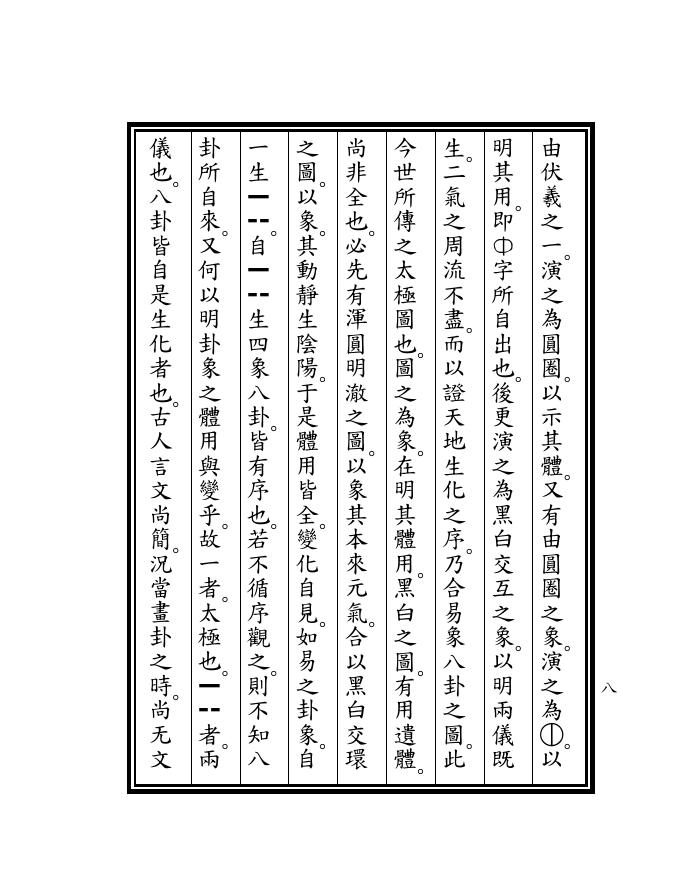 由伏羲之一。演之為圓圈。以示其體。又有由圓圈之象。演之為⏀。以
明其用。即⏀字所自出也。後更演之為黑白交互之象。以明兩儀既
生。二氣之周流不盡。而以證天地生化之序。乃合易象八卦之圖。此
今世所傳之太極圖也。圖之為象。在明其體用。黑白之圖。有用遺體。
尚非全也。必先有渾圓明澈之圖。以象其本來元氣。合以黑白交環
之圖。以象其動靜生陰陽。于是體用皆全。變化自見。如易之卦象。自
一生⚊⚋。自⚊⚋生四象八卦。皆有序也。若不循序觀之。則不知八
卦所自來。又何以明卦象之體用與變乎。故一者。太極也。⚊⚋者。兩
儀也。八卦皆自是生化者也。古人言文尚簡。況當畫卦之時。尚无文
八